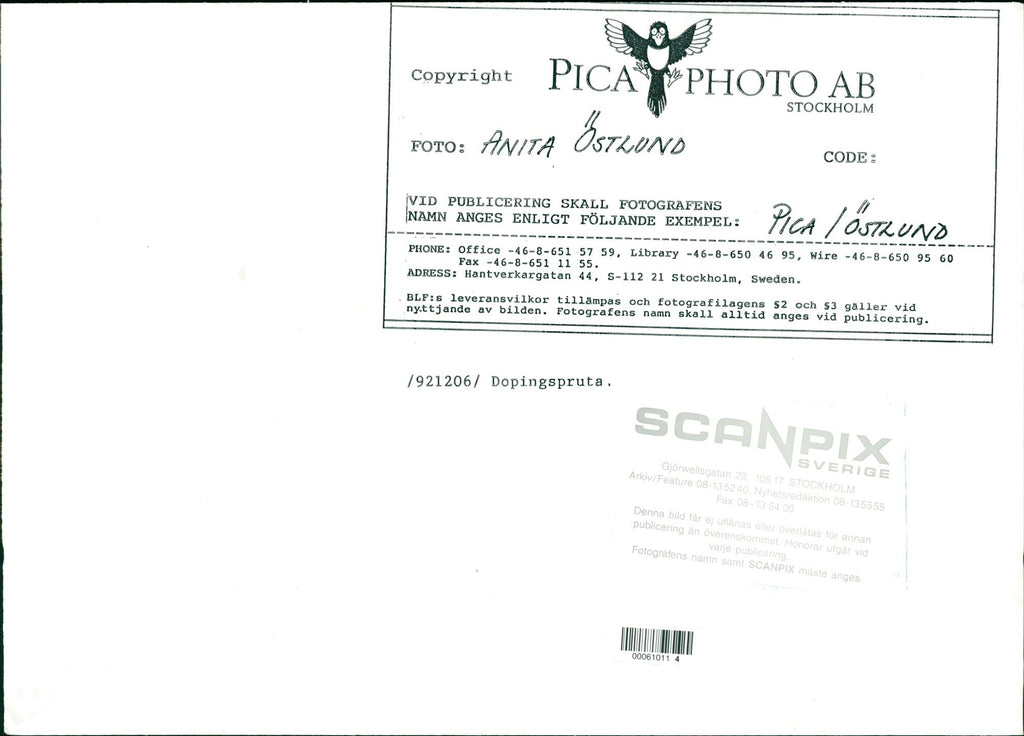 Copyright PICA PHOTO AB
STOCKHOLM
FOTO: ANITA ÖSTLUND CODE:
VID PUBLICERING SKALL FOTOGRAFENS
NAMN ANGES ENLIGT FÖLJANDE EXEMPEL: PICA / ÖSTLUND
PHONE: Office -46-8-651 57 59, Library -46-8-650 46 95, Wire -46-8-650 95 60
Fax -46-8-651 11 55.
ADRESS: Hantverkargatan 44, S-112 21 Stockholm, Sweden.
BLF:s leveransvilkor tillämpas och fotografilagens §2 och §3 gäller vid
nyttjande av bilden. Fotografens namn skall alltid anges vid publicering.
/921206/ Dopingspruta.
SCANPIX
SVERIGE
Gjörwellsgatan 22, 105 17 STOCKHOLM
Arkiv/Feature 08-135240, Nyhetsredaktion 08-135555
Fax 08-13 54 00
Denna bild får ej utlånas eller överlåtas för annan
publicering än överenskommet. Honorar utgår vid
varje publicering.
Fotografens namn samt SCANPIX måste anges.
00061011 4